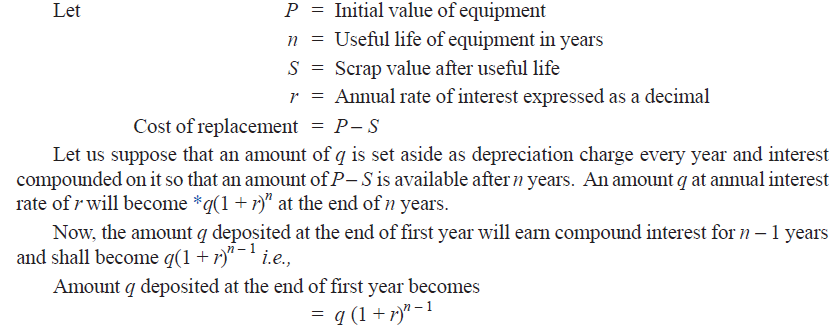 Let P = Initial value of equipment
n = Useful life of equipment in years
S = Scrap value after useful life
r = Annual rate of interest expressed as a decimal
Cost of replacement = P – S
Let us suppose that an amount of q is set aside as depreciation charge every year and interest
compounded on it so that an amount of P – S is available after n years. An amount q at annual interest
rate of r will become *q(1 + r)ⁿ at the end of n years.
Now, the amount q deposited at the end of first year will earn compound interest for n – 1 years
and shall become q(1 + r)ⁿ ⁻ ¹ i.e.,
Amount q deposited at the end of first year becomes
= q (1 + r)ⁿ ⁻ ¹